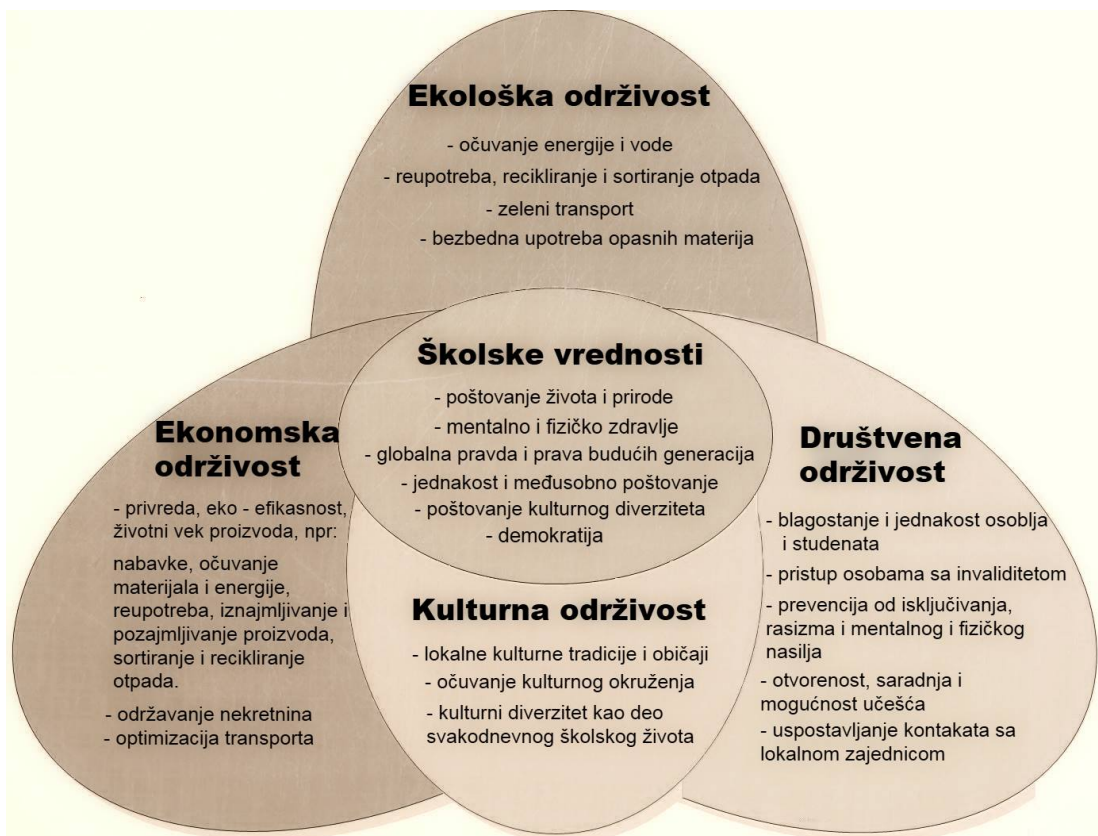 Ekološka održivost
- očuvanje energije i vode
- reupotreba, recikliranje i sortiranje otpada
- zeleni transport
- bezbedna upotreba opasnih materija
Školske vrednosti
- poštovanje života i prirode
- mentalno i fizičko zdravlje
- globalna pravda i prava budućih generacija
- jednakost i međusobno poštovanje
- poštovanje kulturnog diverziteta
- demokratija
Ekonomska
održivost
- privreda, eko - efikasnost,
životni vek proizvoda, npr:
nabavke, očuvanje
materijala i energije,
reupotreba, iznajmljivanje i
pozajmljivanje proizvoda,
sortiranje i recikliranje
otpada.
- održavanje nekretnina
- optimizacija transporta
Kulturna održivost
- lokalne kulturne tradicije i običaji
- očuvanje kulturnog okruženja
- kulturni diverzitet kao deo
svakodnevnog školskog života
Društvena
održivost
- blagostanje i jednakost osoblja
i studenata
- pristup osobama sa invaliditetom
- prevencija od isključivanja,
rasizma i mentalnog i fizičkog
nasilja
- otvorenost, saradnja i
mogućnost učešća
- uspostavljanje kontakata sa
lokalnom zajednicom